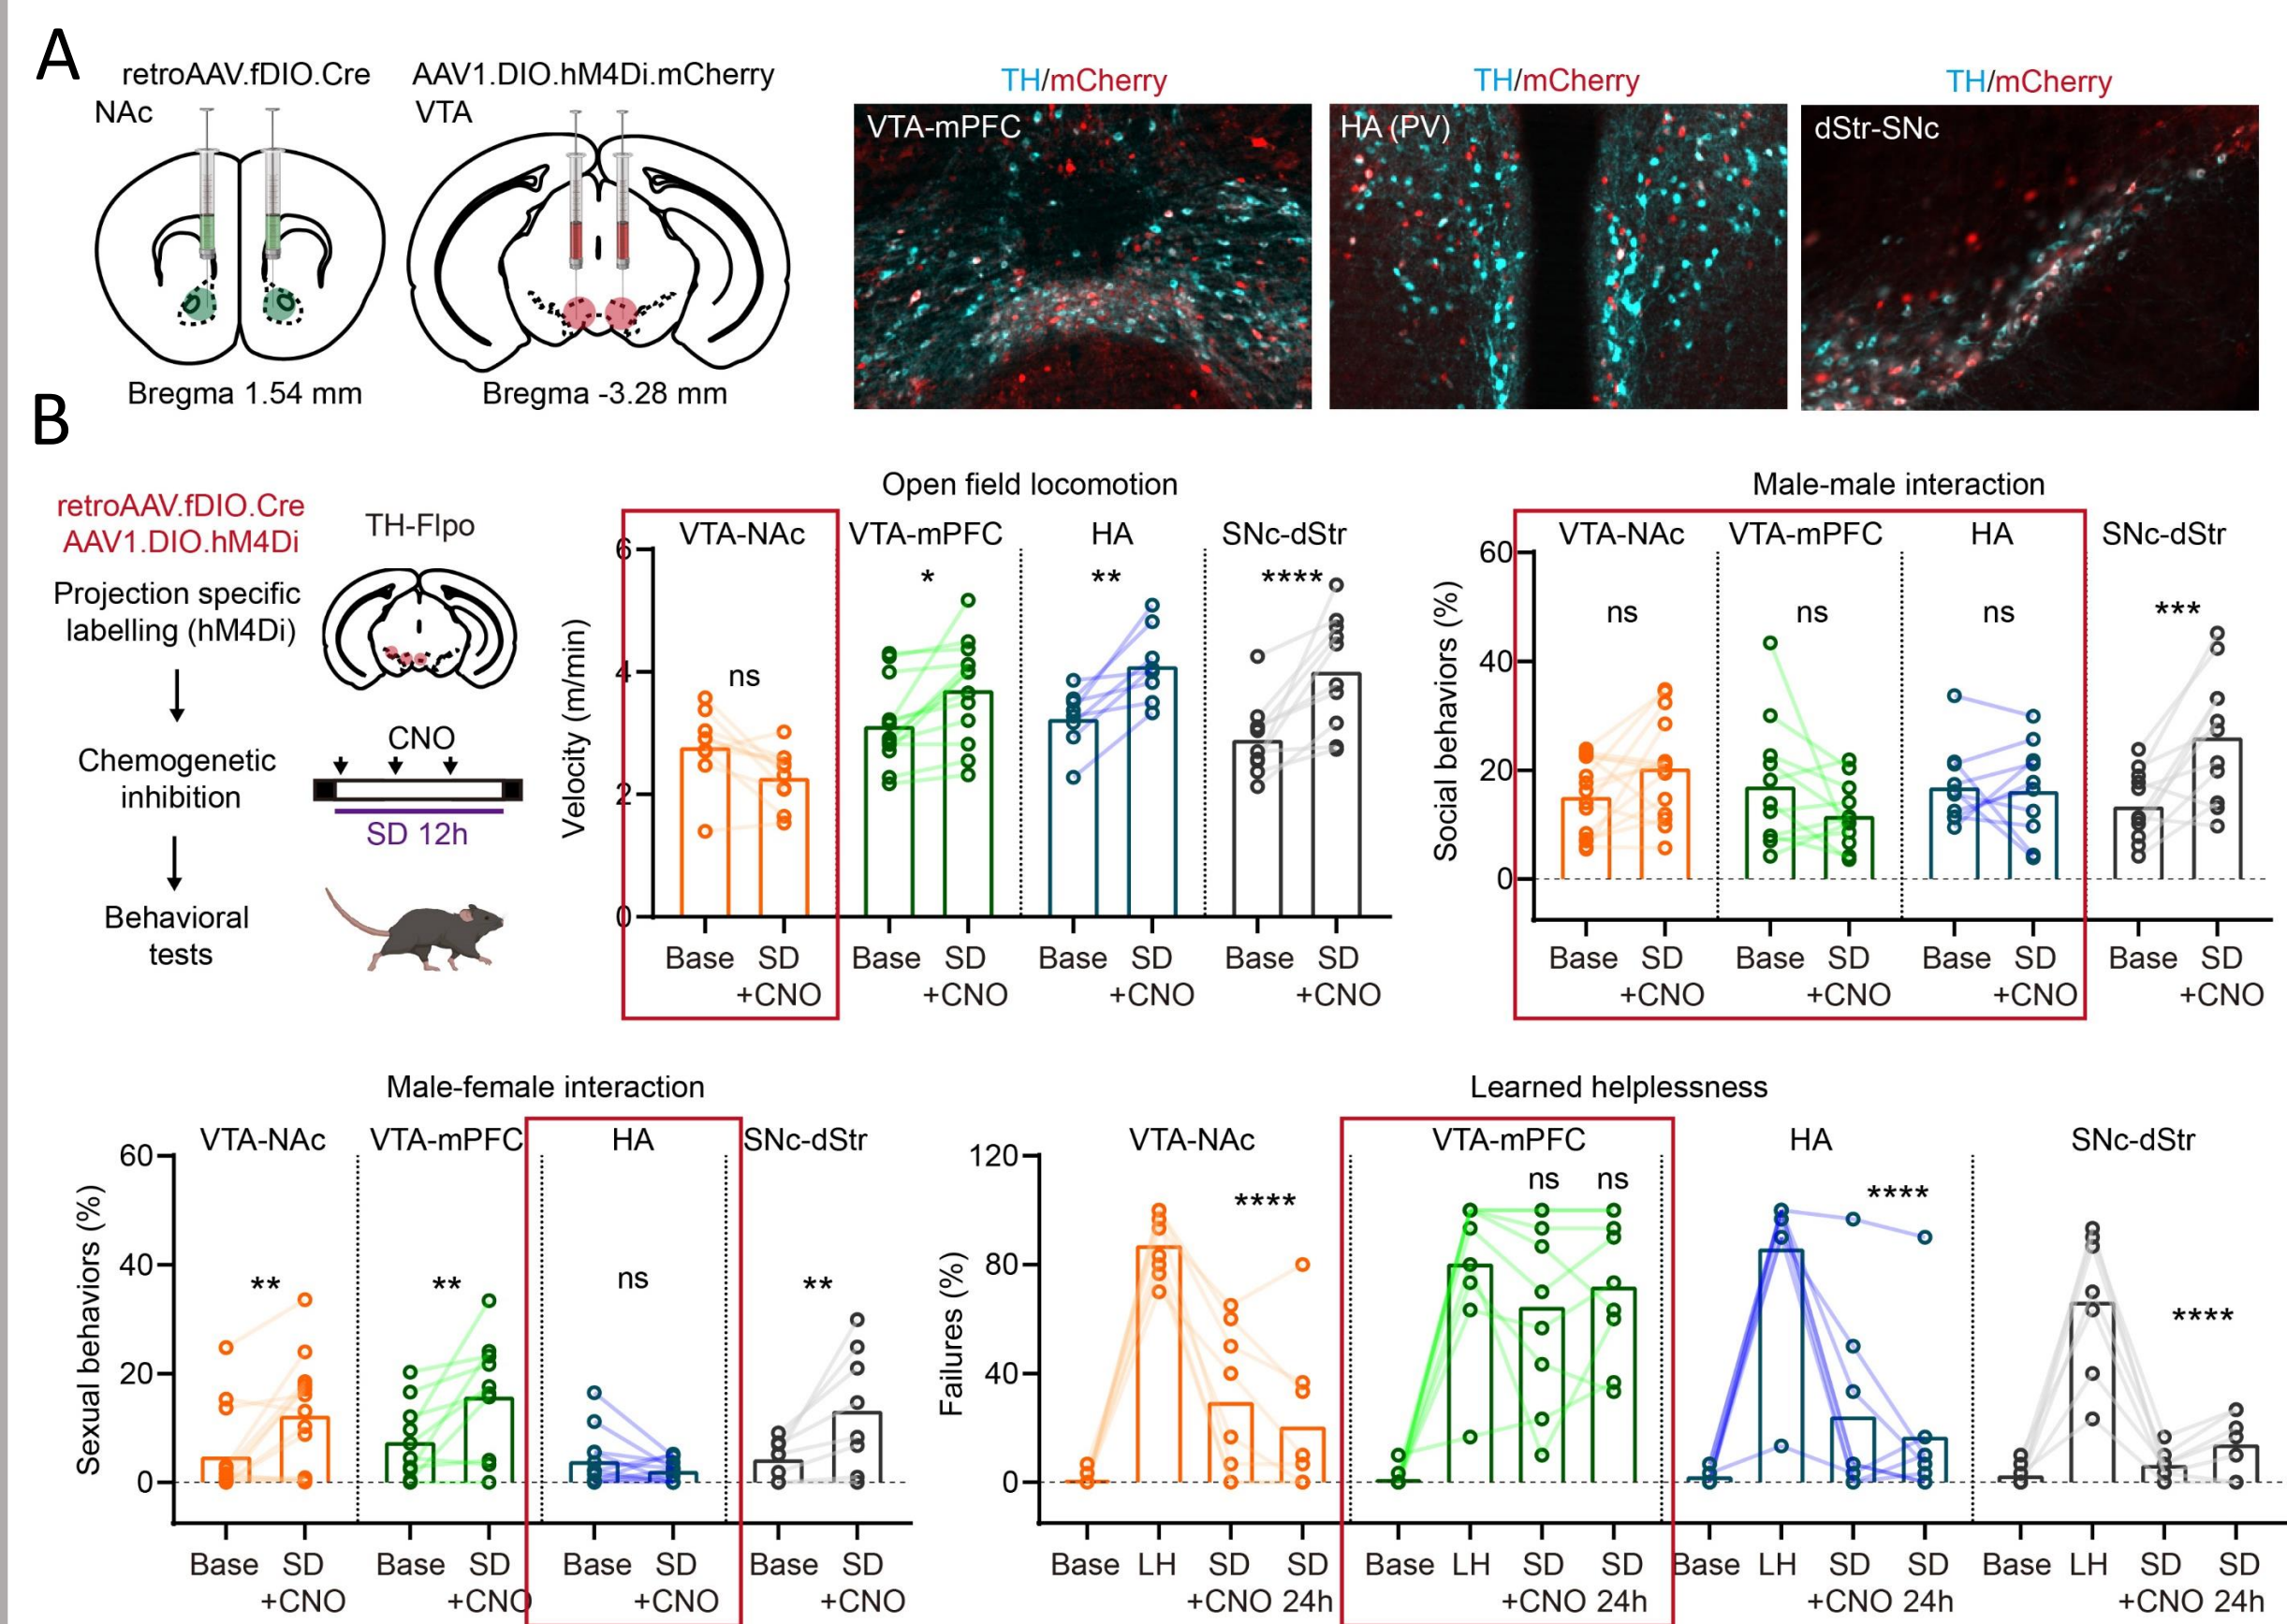 A
retroAAV.fDIO.Cre
NAc
Bregma 1.54 mm
AAV1.DIO.hM4Di.mCherry
VTA
Bregma -3.28 mm
TH/mCherry
VTA-mPFC
TH/mCherry
HA (PV)
TH/mCherry
dStr-SNc
B
retroAAV.fDIO.Cre
AAV1.DIO.hM4Di
TH-Flpo
Projection specific
labelling (hM4Di)
Chemogenetic
inhibition
CNO
SD 12h
Behavioral
tests
Open field locomotion
VTA-NAc VTA-mPFC HA SNc-dStr
ns * ** ****
Velocity (m/min)
6
4
2
0
Base SD Base SD Base SD Base SD
+CNO +CNO +CNO +CNO
Male-male interaction
VTA-NAc VTA-mPFC HA SNc-dStr
ns ns ns ***
Social behaviors (%)
60
40
20
0
Base SD Base SD Base SD Base SD
+CNO +CNO +CNO +CNO
Male-female interaction
VTA-NAc VTA-mPFC HA SNc-dStr
** ** ns **
Sexual behaviors (%)
60
40
20
0
Base SD Base SD Base SD Base SD
+CNO +CNO +CNO +CNO
Learned helplessness
VTA-NAc VTA-mPFC HA SNc-dStr
**** ns ns **** ****
Failures (%)
120
80
40
0
Base LH SD SD Base LH SD SD Base LH SD SD Base LH SD SD
+CNO 24h +CNO 24h +CNO 24h +CNO 24h